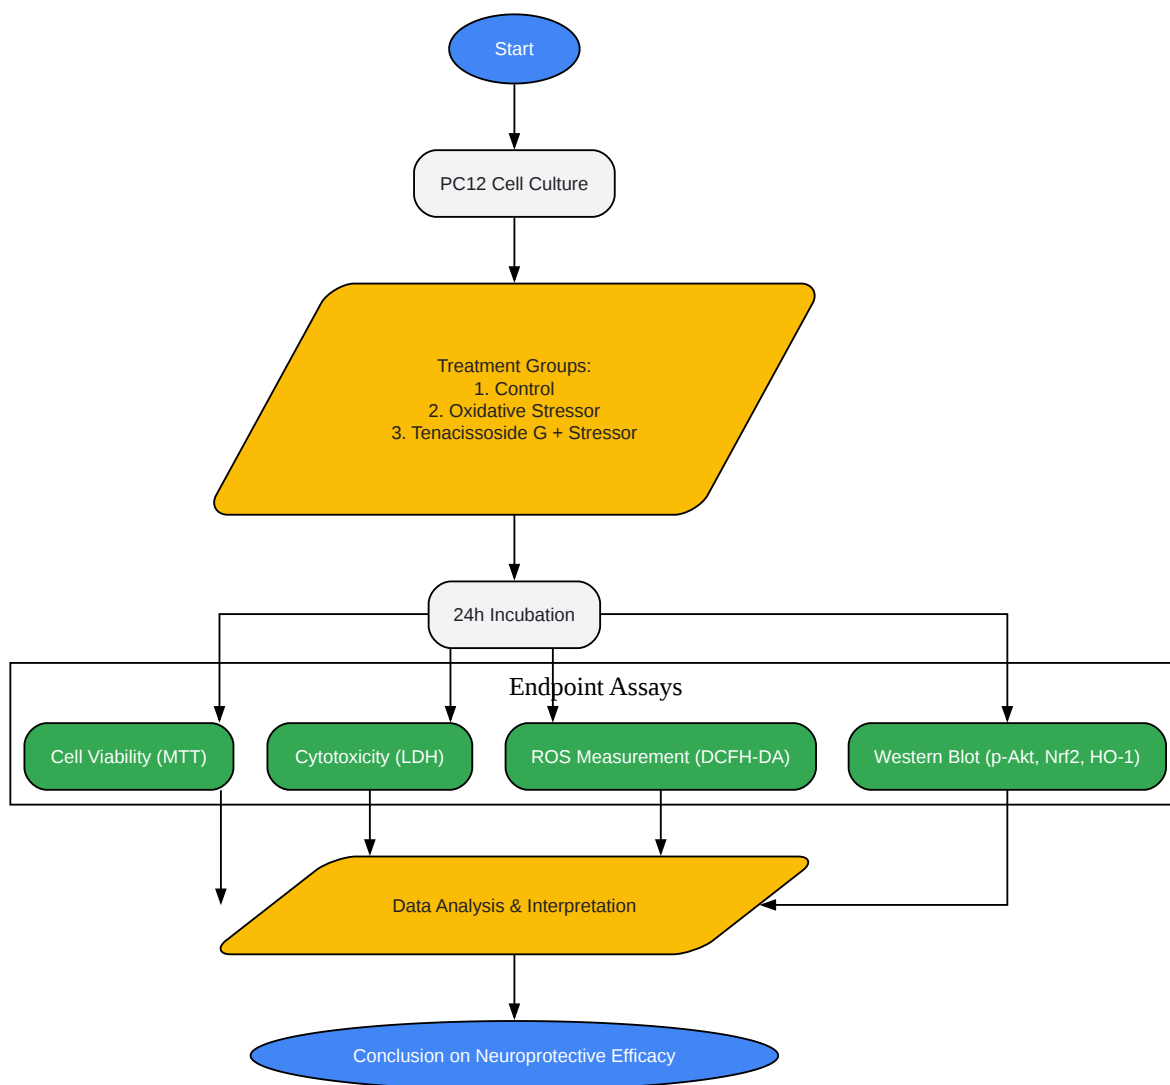 Start
PC12 Cell Culture
Treatment Groups:
1. Control
2. Oxidative Stressor
3. Tenacissoside G + Stressor
24h Incubation
Endpoint Assays
Cell Viability (MTT)
Cytotoxicity (LDH)
ROS Measurement (DCFH-DA)
Western Blot (p-Akt, Nrf2, HO-1)
Data Analysis & Interpretation
Conclusion on Neuroprotective Efficacy